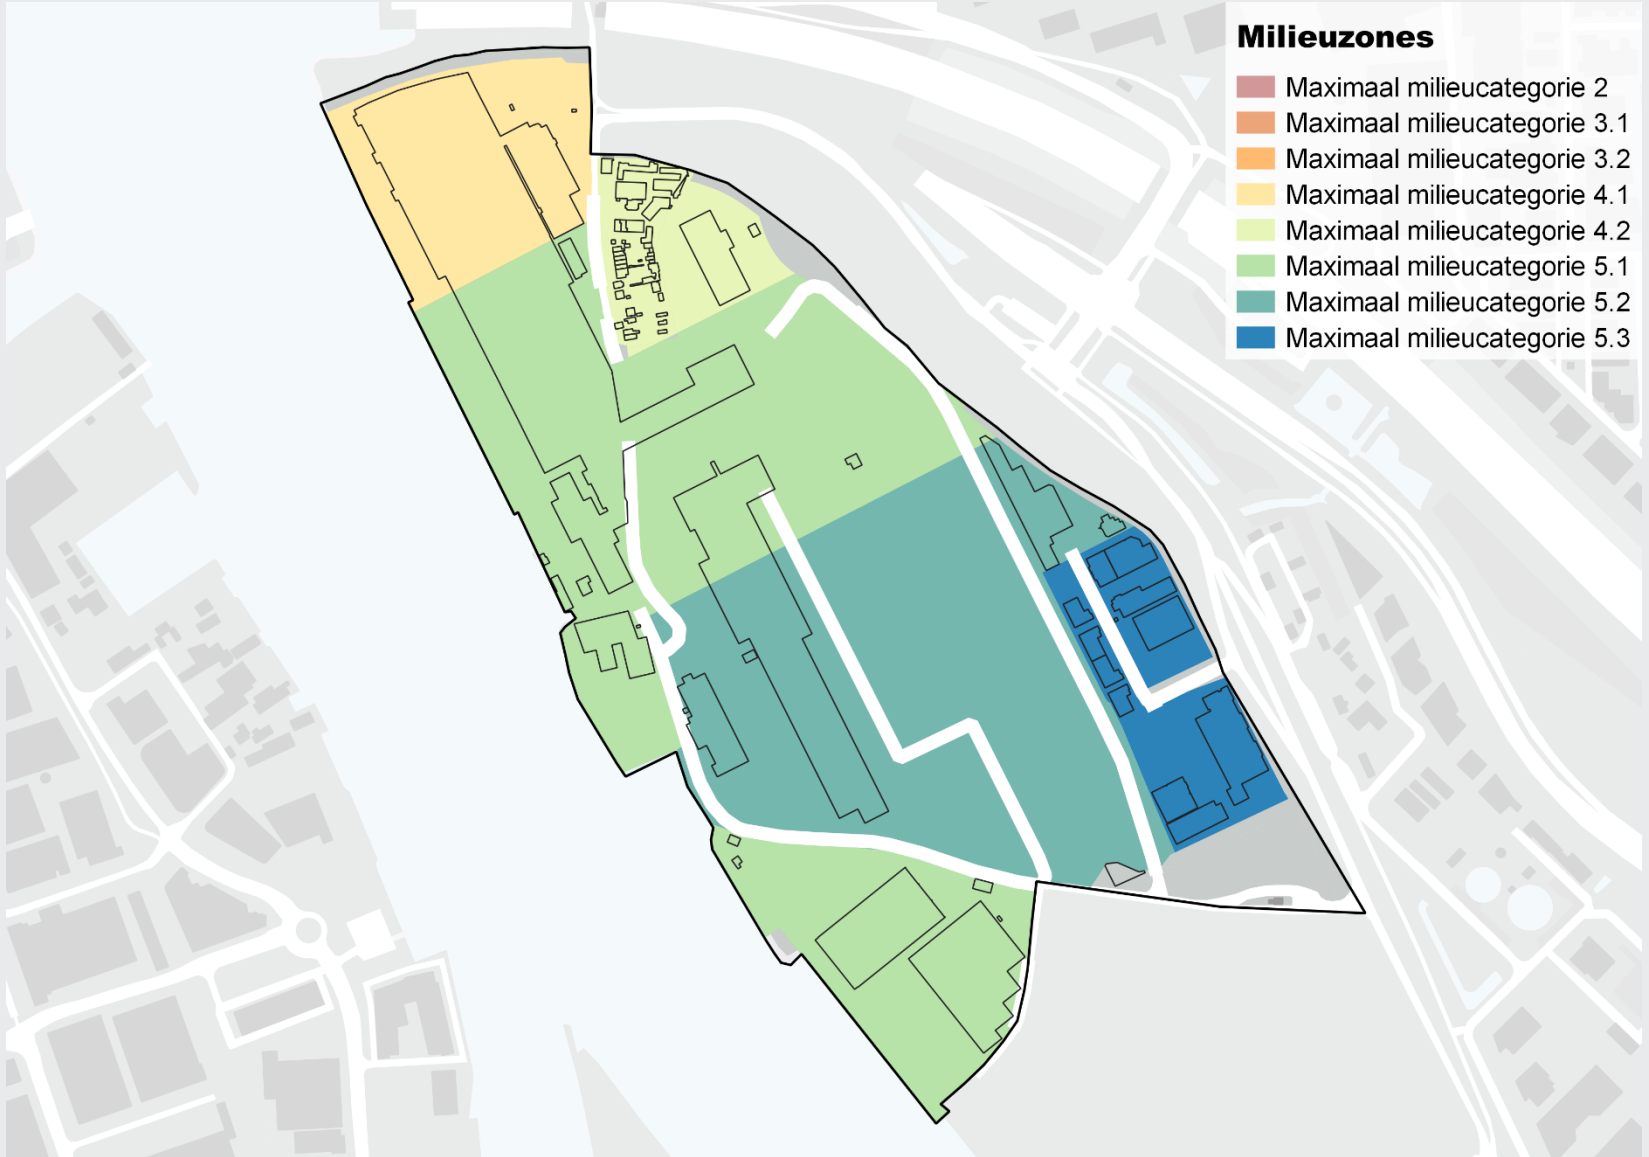 Milieuzones
Maximaal milieucategorie 2
Maximaal milieucategorie 3.1
Maximaal milieucategorie 3.2
Maximaal milieucategorie 4.1
Maximaal milieucategorie 4.2
Maximaal milieucategorie 5.1
Maximaal milieucategorie 5.2
Maximaal milieucategorie 5.3